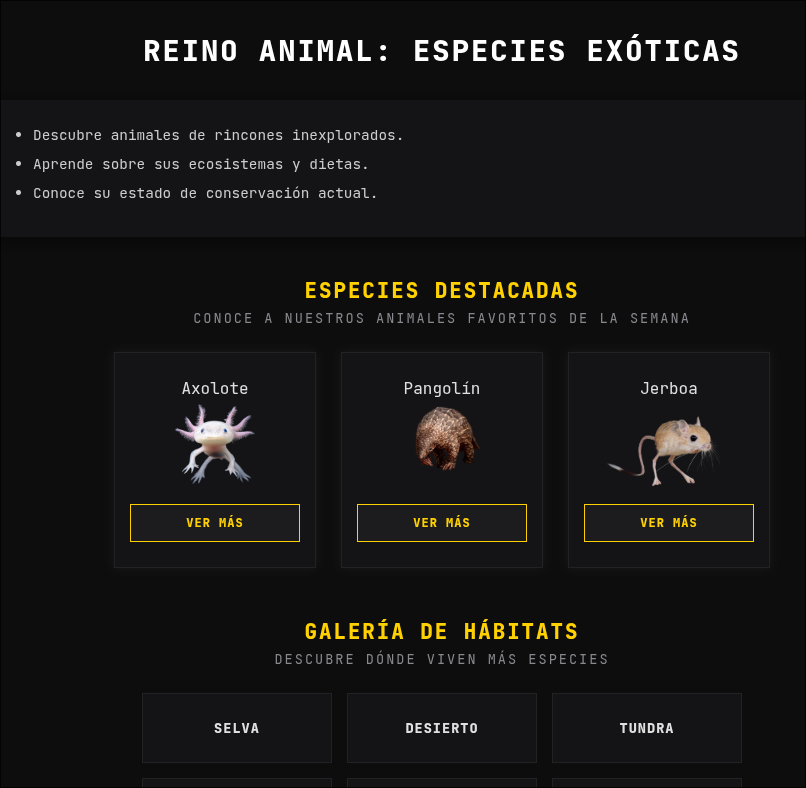 REINO ANIMAL: ESPECIES EXÓTICAS
• Descubre animales de rincones inexplorados.
• Aprende sobre sus ecosistemas y dietas.
• Conoce su estado de conservación actual.
ESPECIES DESTACADAS
CONOCE A NUESTROS ANIMALES FAVORITOS DE LA SEMANA
Axolote
VER MÁS
Pangolín
VER MÁS
Jerboa
VER MÁS
GALERÍA DE HÁBITATS
DESCUBRE DÓNDE VIVEN MÁS ESPECIES
SELVA
DESIERTO
TUNDRA